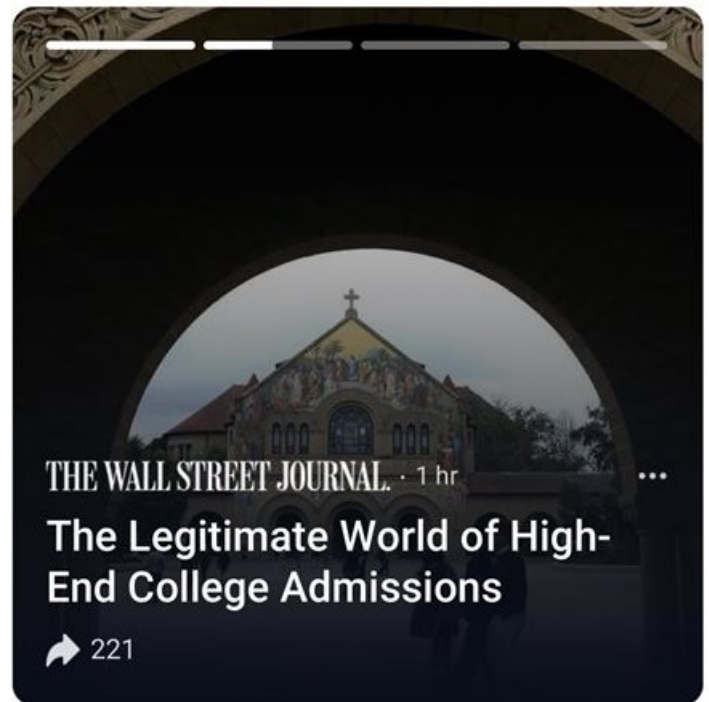 THE WALL STREET JOURNAL. · 1 hr
The Legitimate World of High-
End College Admissions
221